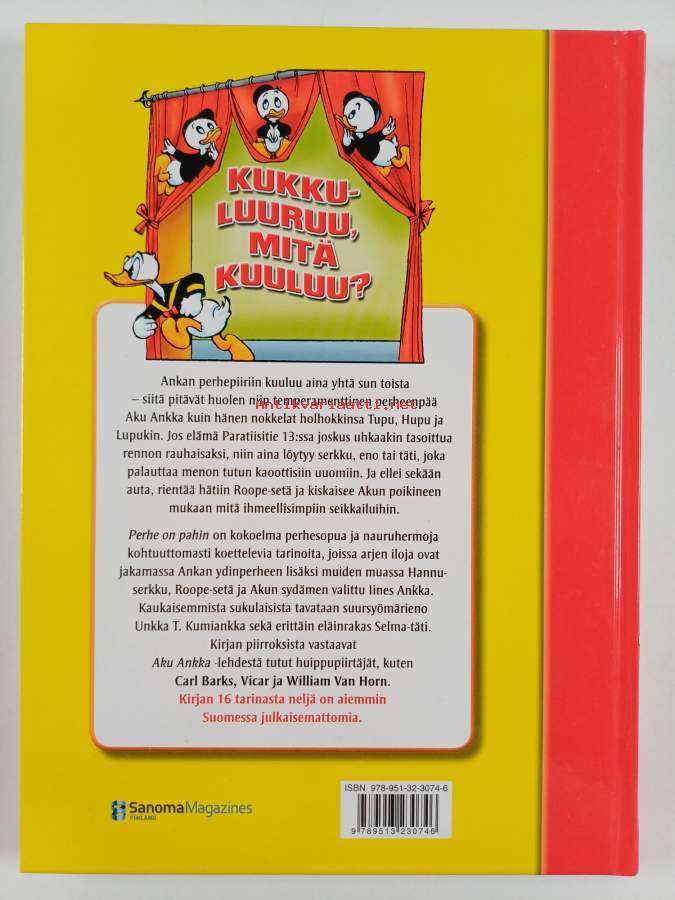 KUKKU-
LUURUU,
MITÄ
KUULUU?
Ankan perhepiiriin kuuluu aina yhtä sun toista
– siitä pitävät huolen niin temperamenttinen perheenpää
Antikvariaatti.net
Aku Ankka kuin hänen nokkelat holhokkinsa Tupu, Hupu ja
Lupukin. Jos elämä Paratiisitie 13:ssa joskus uhkaakin tasoittua
rennon rauhaisaksi, niin aina löytyy serkku, eno tai täti, joka
palauttaa menon tutun kaoottisiin uuomiin. Ja ellei sekään
auta, rientää hätiin Roope-setä ja kiskaisee Akun poikineen
mukaan mitä ihmeellisimpiin seikkailuihin.
Perhe on pahin on kokoelma perhesopua ja nauruhermoja
kohtuuttomasti koettelevia tarinoita, joissa arjen iloja ovat
jakamassa Ankan ydinperheen lisäksi muiden muassa Hannu-
serkku, Roope-setä ja Akun sydämen valittu Iines Ankka.
Kaukaisemmista sukulaisista tavataan suursyömärieno
Unkka T. Kumiankka sekä erittäin eläinrakas Selma-täti.
Kirjan piirroksista vastaavat
Aku Ankka -lehdestä tutut huippupiirtäjät, kuten
Carl Barks, Vicar ja William Van Horn.
Kirjan 16 tarinasta neljä on aiemmin
Suomessa julkaisemattomia.
ISBN 978-951-32-3074-6
9 789513 230746
SanomaMagazines
FINLAND